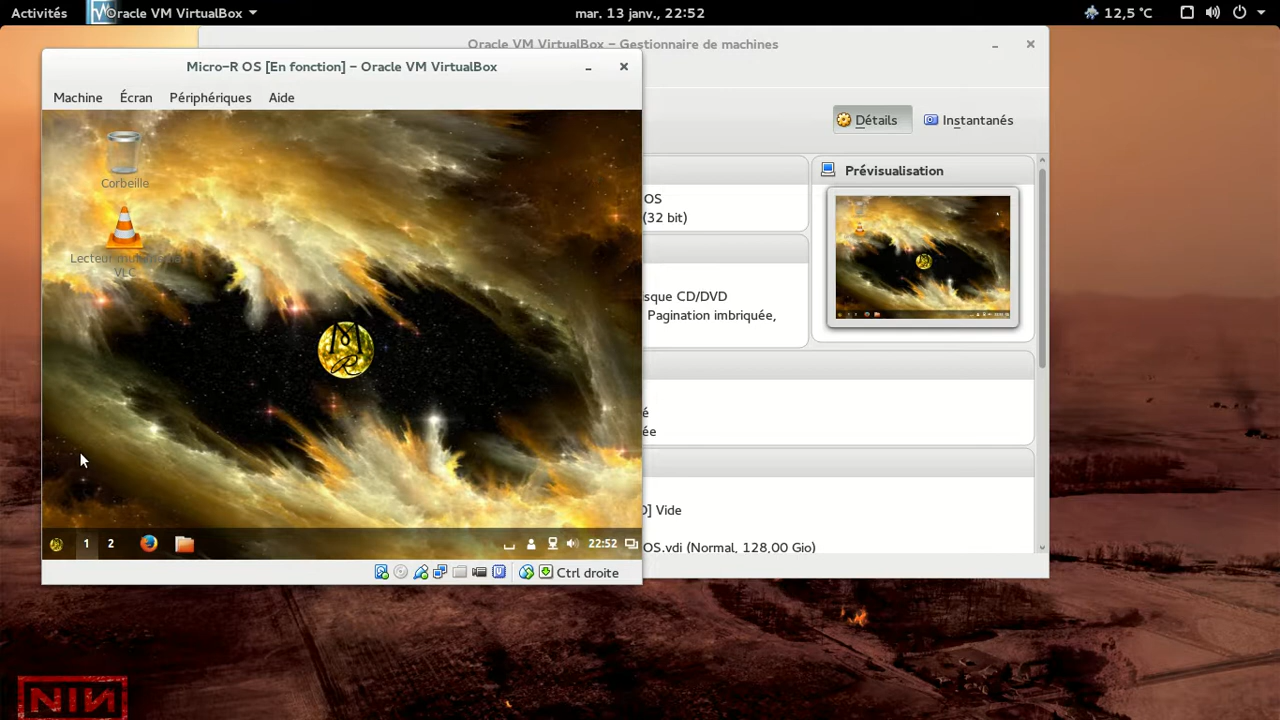 Activités
Oracle VM VirtualBox
mar. 13 janv., 22:52
12,5 °C
Oracle VM VirtualBox – Gestionnaire de machines
Micro-R OS [En fonction] – Oracle VM VirtualBox
Machine
Écran
Périphériques
Aide
Détails
Instantanés
Corbeille
Lecteur multimédia
VLC
OS
(32 bit)
sque CD/DVD
Pagination imbriquée,
é
ée
] Vide
OS.vdi (Normal, 128,00 Gio)
Prévisualisation
M
R
1
2
22:52
Ctrl droite
NIN